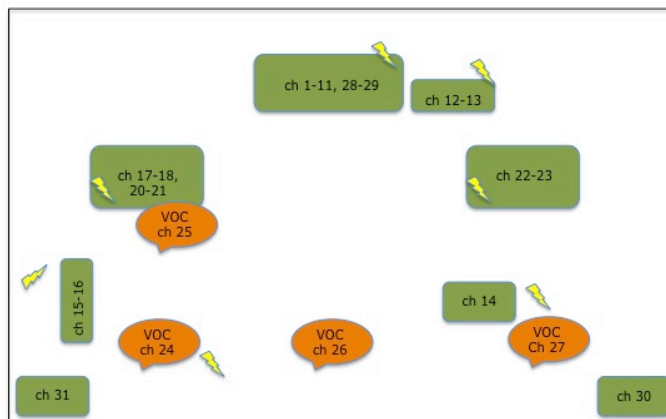 ch 1-11, 28-29
ch 12-13
ch 17-18,
20-21
ch 22-23
VOC
ch 25
ch 15-16
ch 14
VOC
ch 24
VOC
ch 26
VOC
Ch 27
ch 31
ch 30